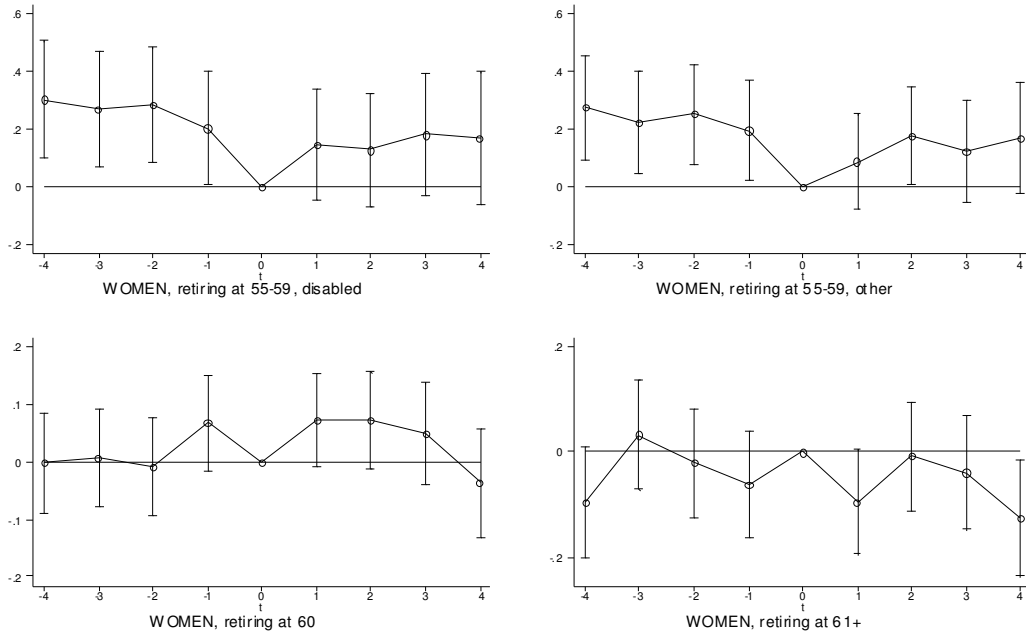 .6
.4
.2
0
-.2
-4 -3 -2 -1 0 1 2 3 4
t
WOMEN, retiring at 55-59, disabled
.6
.4
.2
0
-.2
-4 -3 -2 -1 0 1 2 3 4
t
WOMEN, retiring at 55-59, other
.2
.1
0
-.1
-.2
-4 -3 -2 -1 0 1 2 3 4
t
WOMEN, retiring at 60
.2
0
-.2
-4 -3 -2 -1 0 1 2 3 4
t
WOMEN, retiring at 61+